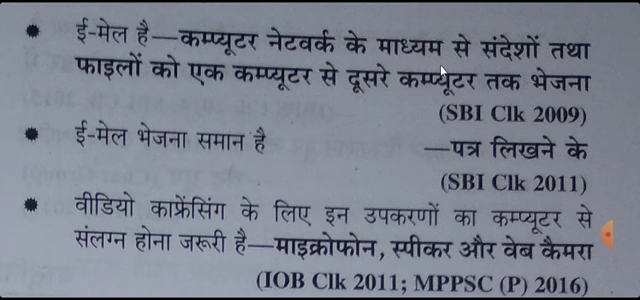 * ई-मेल है—कम्प्यूटर नेटवर्क के माध्यम से संदेशों तथा
फाइलों को एक कम्प्यूटर से दूसरे कम्प्यूटर तक भेजना
(SBI Clk 2009)
* ई-मेल भेजना समान है —पत्र लिखने के
(SBI Clk 2011)
* वीडियो काफ्रेंसिंग के लिए इन उपकरणों का कम्प्यूटर से
संलग्न होना जरूरी है—माइक्रोफोन, स्पीकर और वेब कैमरा
(IOB Clk 2011; MPPSC (P) 2016)